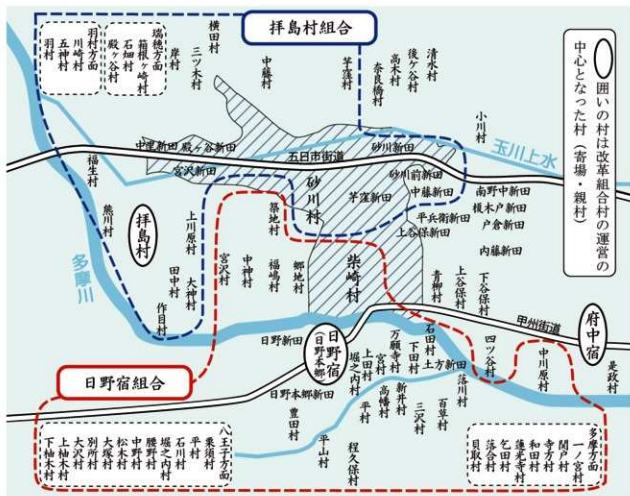 拝島村組合
○囲いの村は改革組合村の運営の
中心となった村(寄場・親村)
羽村方面
川崎村
五神村
羽村
瑞穂方面
箱根ヶ崎村
石畑村
殿ヶ谷村
岸村
三ツ木村
横田村
中藤村
芋窪村
奈良橋村
高木村
後ヶ谷村
清水村
小川村
玉川上水
五日市街道
中里新田
殿ヶ谷新田
宮沢新田
砂川新田
砂川前新田
中藤新田
芋窪新田
平兵衛新田
上谷保新田
南野中新田
榎木戸新田
戸倉新田
内藤新田
砂川村
柴崎村
福生村
熊川村
拝島村
多摩川
上川原村
大神村
田中村
作目村
宮沢村
中神村
築地村
福嶋村
郷地村
青柳村
上谷保村
下谷保村
甲州街道
府中宿
是政村
中川原村
四ツ谷村
石田村
土方新田
落川村
百草村
下田村
万願寺村
宮村
上田村
堀之内村
新井村
三沢村
高幡村
平村
日野宿
(日野本郷)
日野新田
日野本郷新田
豊田村
平山村
程久保村
日野宿組合
八王子方面
粟須村
平村
石川村
堀之内村
腰野村
中野村
松木村
大塚村
別所村
大沢村
上柚木村
下柚木村
多摩方面
一ノ宮村
関戸村
寺方村
和田村
蓮光寺村
乞田村
落合村
貝取村